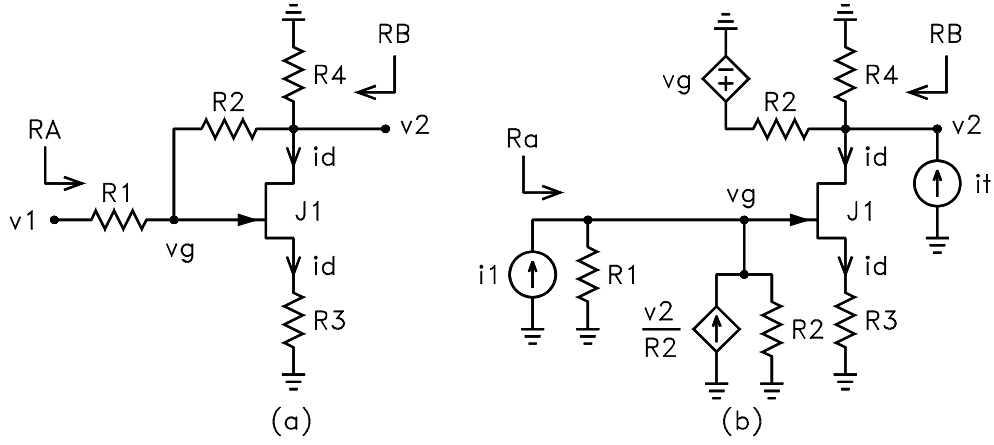 RB
R4
R2
v2
RA
id
R1
J1
v1
vg
id
R3
(a)
RB
vg
R4
R2
v2
Ra
id
it
vg
J1
i1
R1
id
v2
R2
R2
R3
(b)